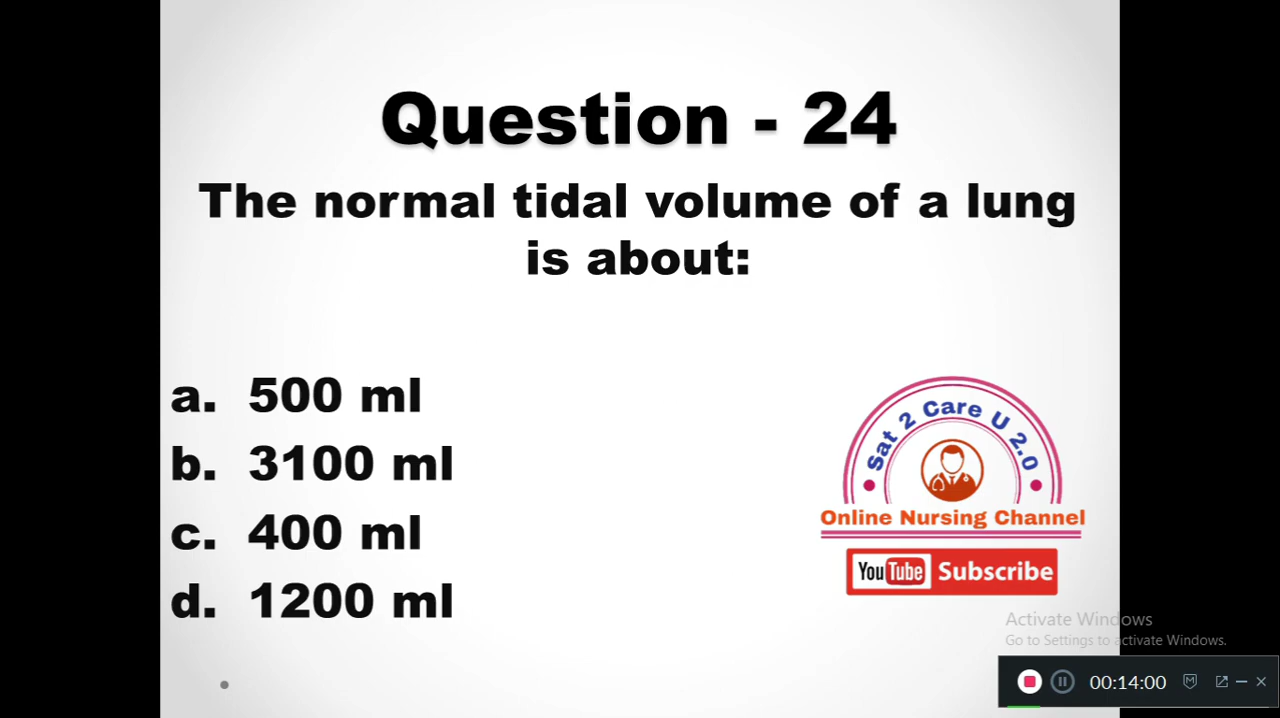 Question - 24
The normal tidal volume of a lung
is about:
a. 500 ml
b. 3100 ml
c. 400 ml
d. 1200 ml
Sat 2 Care U 2.0
Online Nursing Channel
YouTube Subscribe
Activate Windows
Go to Settings to activate Windows.
00:14:00